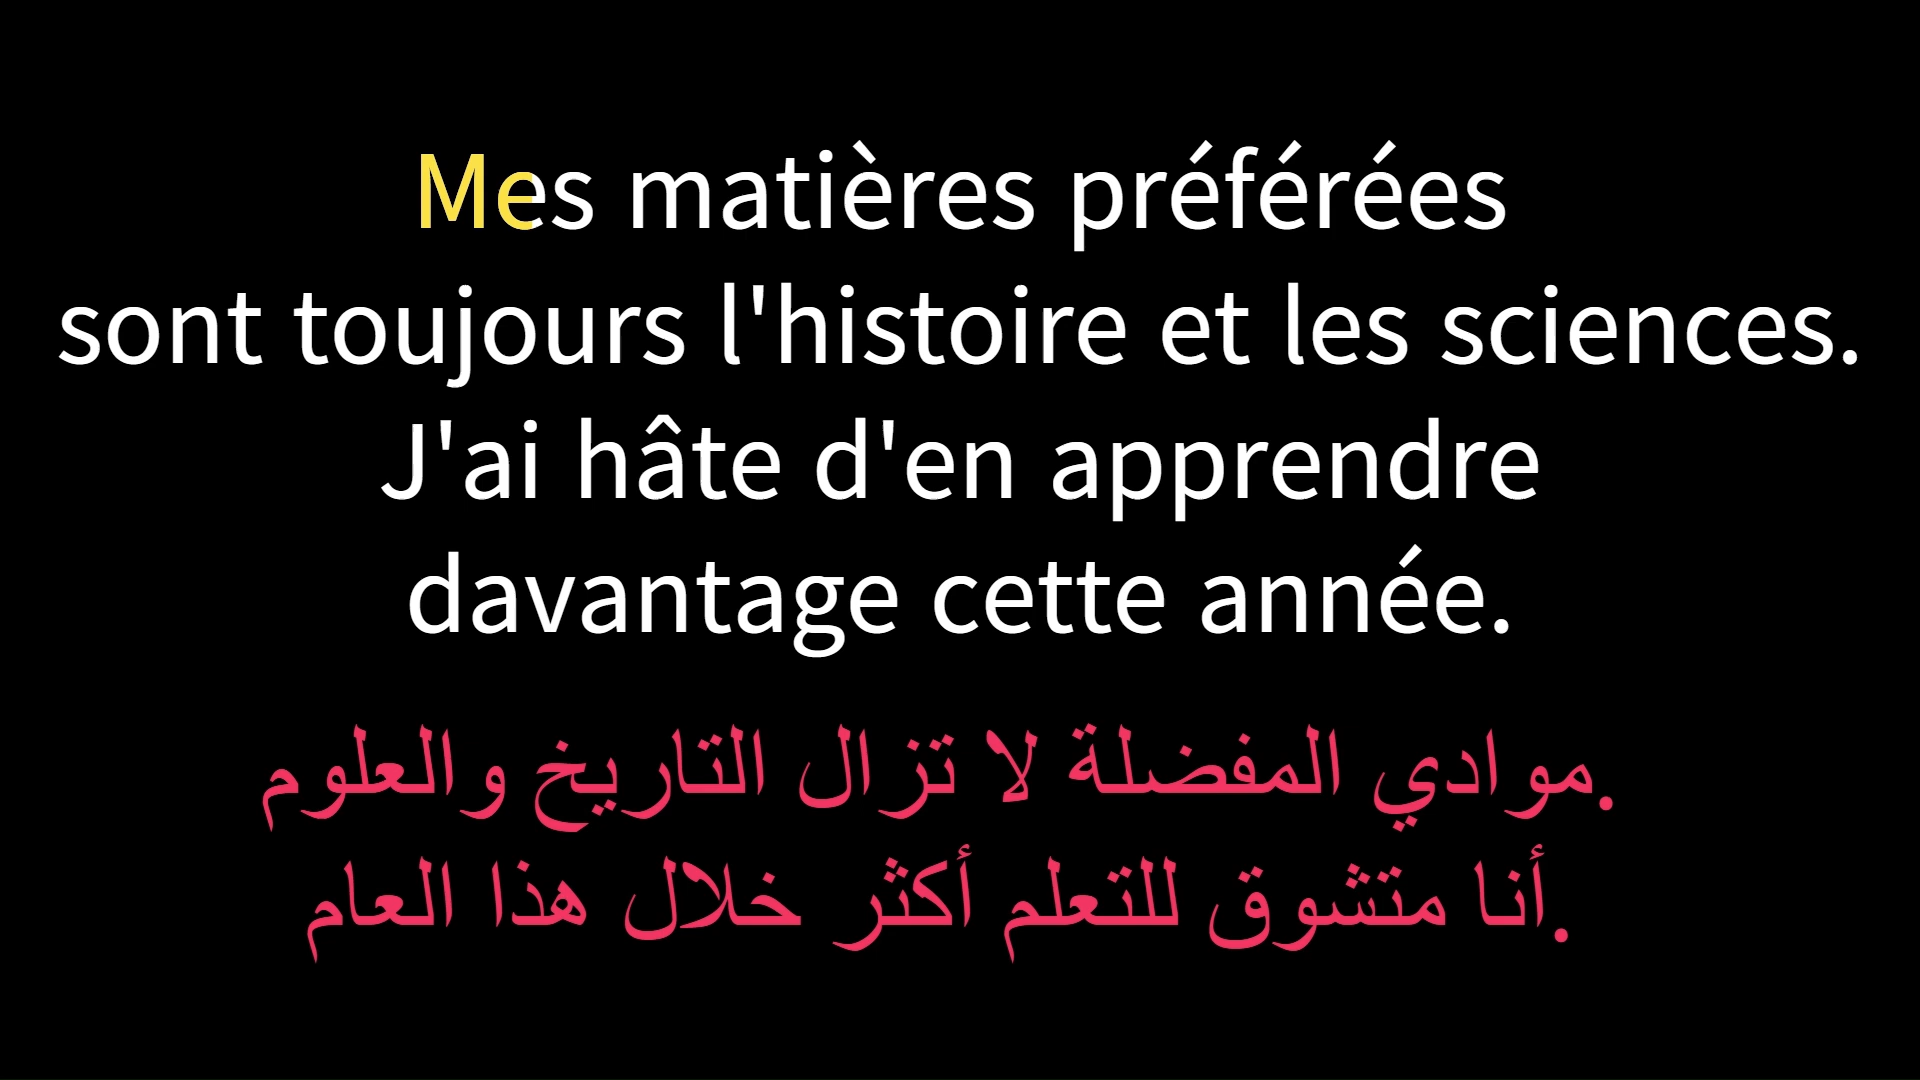 Mes matières préférées
sont toujours l'histoire et les sciences.
J'ai hâte d'en apprendre
davantage cette année.
موادي المفضلة لا تزال التاريخ والعلوم.
أنا متشوق للتعلم أكثر خلال هذا العام.